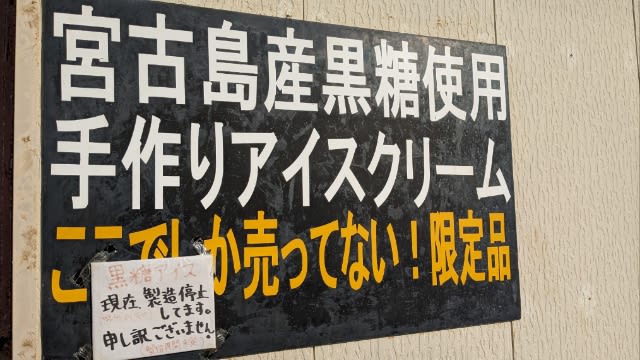 宮古島産黒糖使用
手作りアイスクリーム
ここでしか売ってない！限定品
黒糖アイス
現在 製造停止
してます。
申し訳ございません!